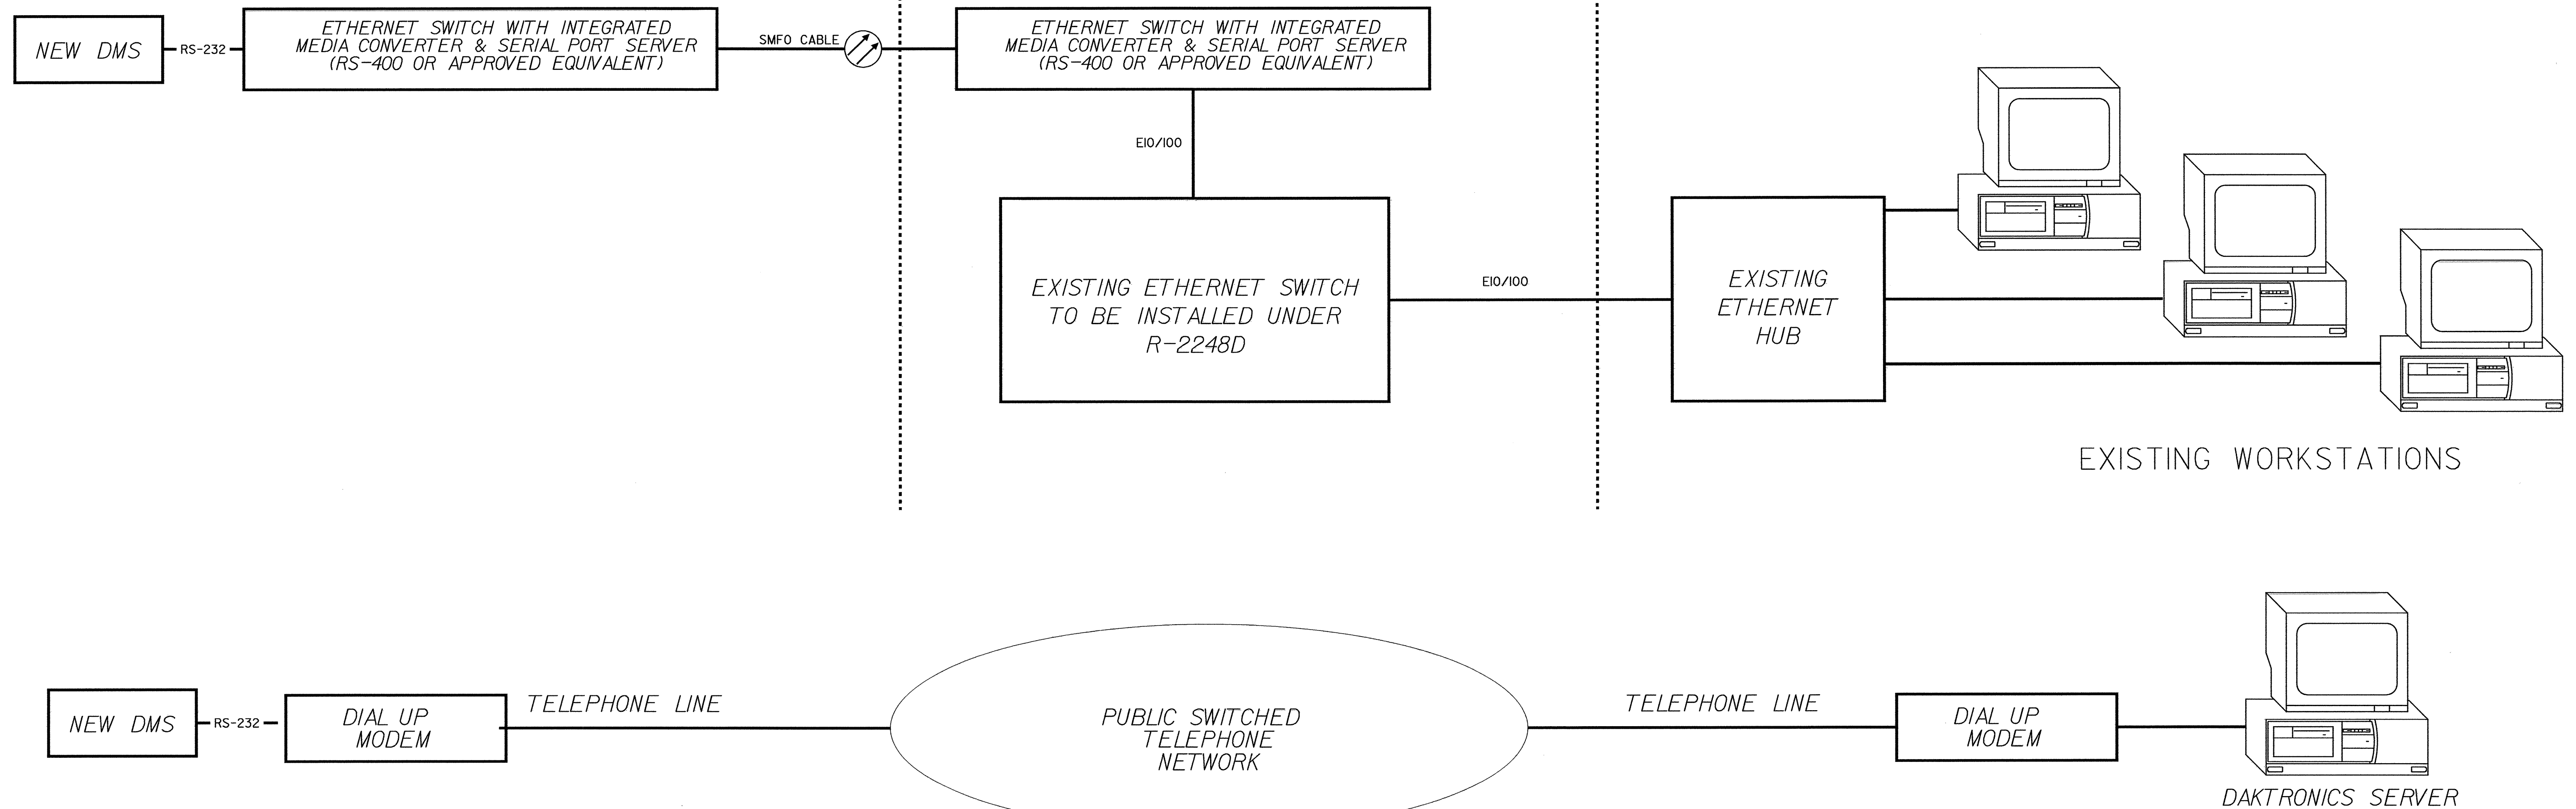 NEW DMS
RS-232
ETHERNET SWITCH WITH INTEGRATED
MEDIA CONVERTER & SERIAL PORT SERVER
(RS-400 OR APPROVED EQUIVALENT)
SMFO CABLE
ETHERNET SWITCH WITH INTEGRATED
MEDIA CONVERTER & SERIAL PORT SERVER
(RS-400 OR APPROVED EQUIVALENT)
E10/100
EXISTING ETHERNET SWITCH
TO BE INSTALLED UNDER
R-2248D
E10/100
EXISTING
ETHERNET
HUB
EXISTING WORKSTATIONS
NEW DMS
RS-232
DIAL UP
MODEM
TELEPHONE LINE
PUBLIC SWITCHED
TELEPHONE
NETWORK
TELEPHONE LINE
DIAL UP
MODEM
DAKTRONICS SERVER